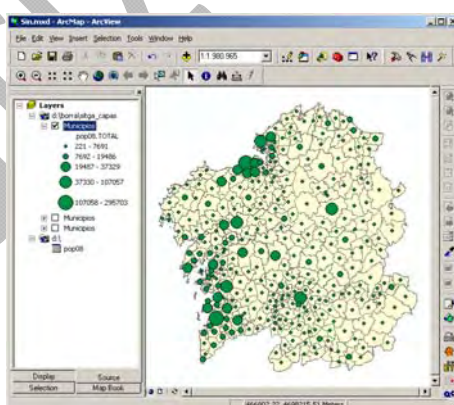 Sin.mxd - ArcMap - ArcView
File Edit View Insert Selection Tools Window Help
1:1.980.965
Layers
d:\borra\sitga_capas
Municipios
pop08.TOTAL
221 - 7691
7692 - 19486
19487 - 37329
37330 - 107057
107058 - 295703
Municipios
Municipios
d:\
pop08
Display
Source
Selection
Map Book